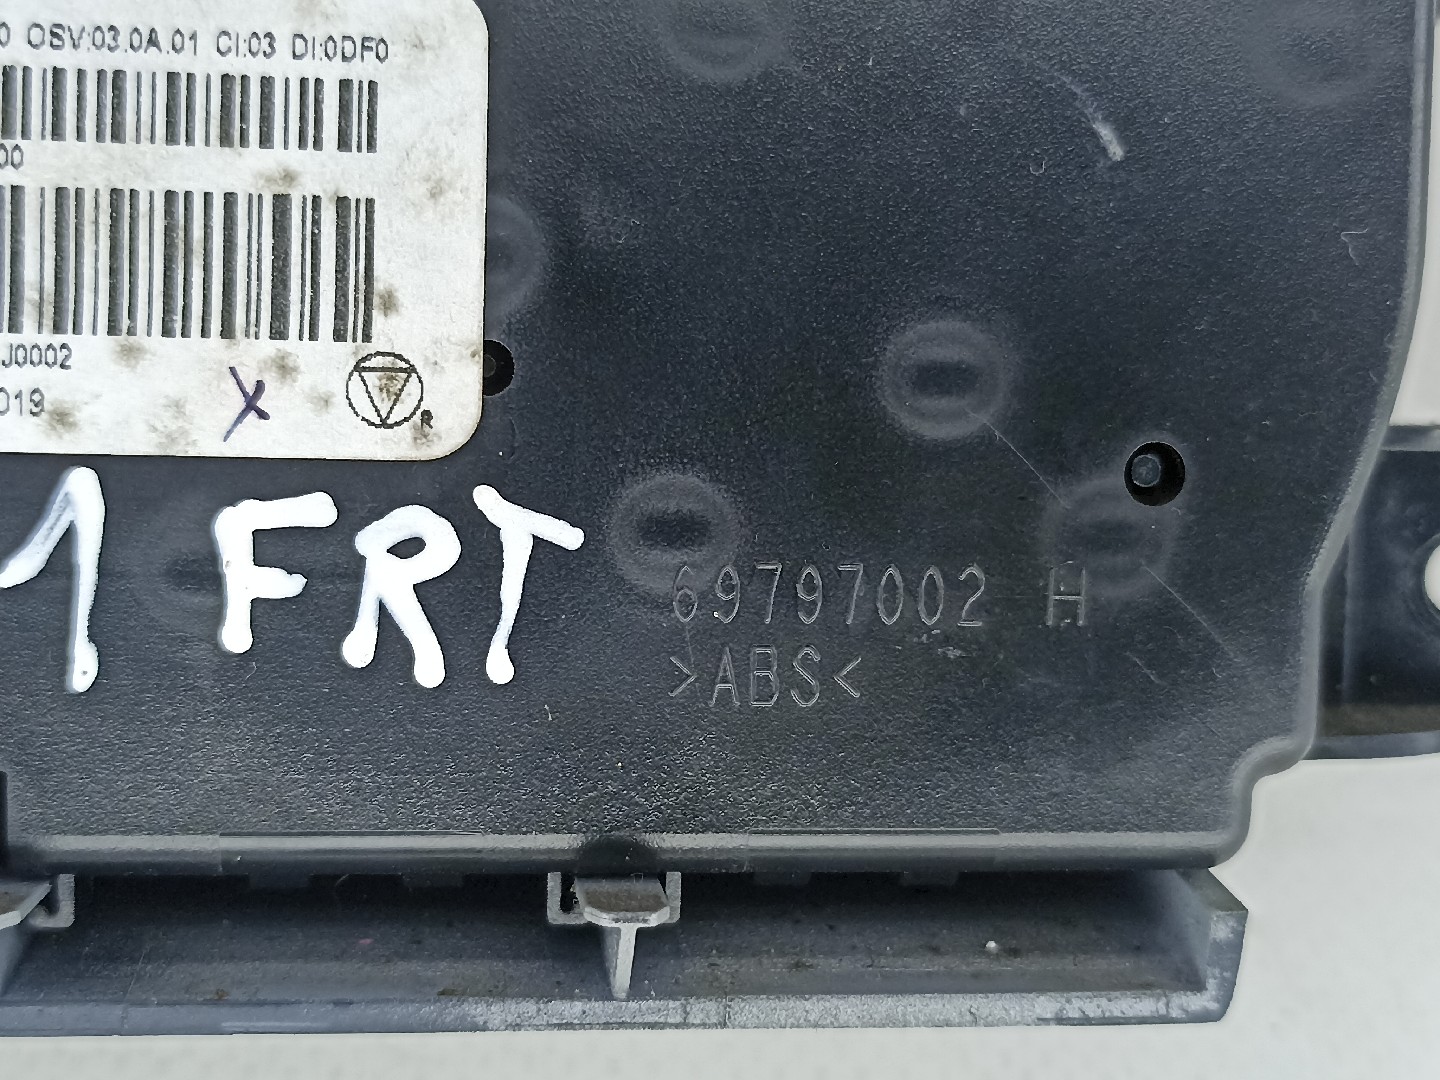 0 OSV:03.0A.01 CI:03 DI:0DF0
00
J0002
019
X
R
1 FRT
69797002 H
>ABS<